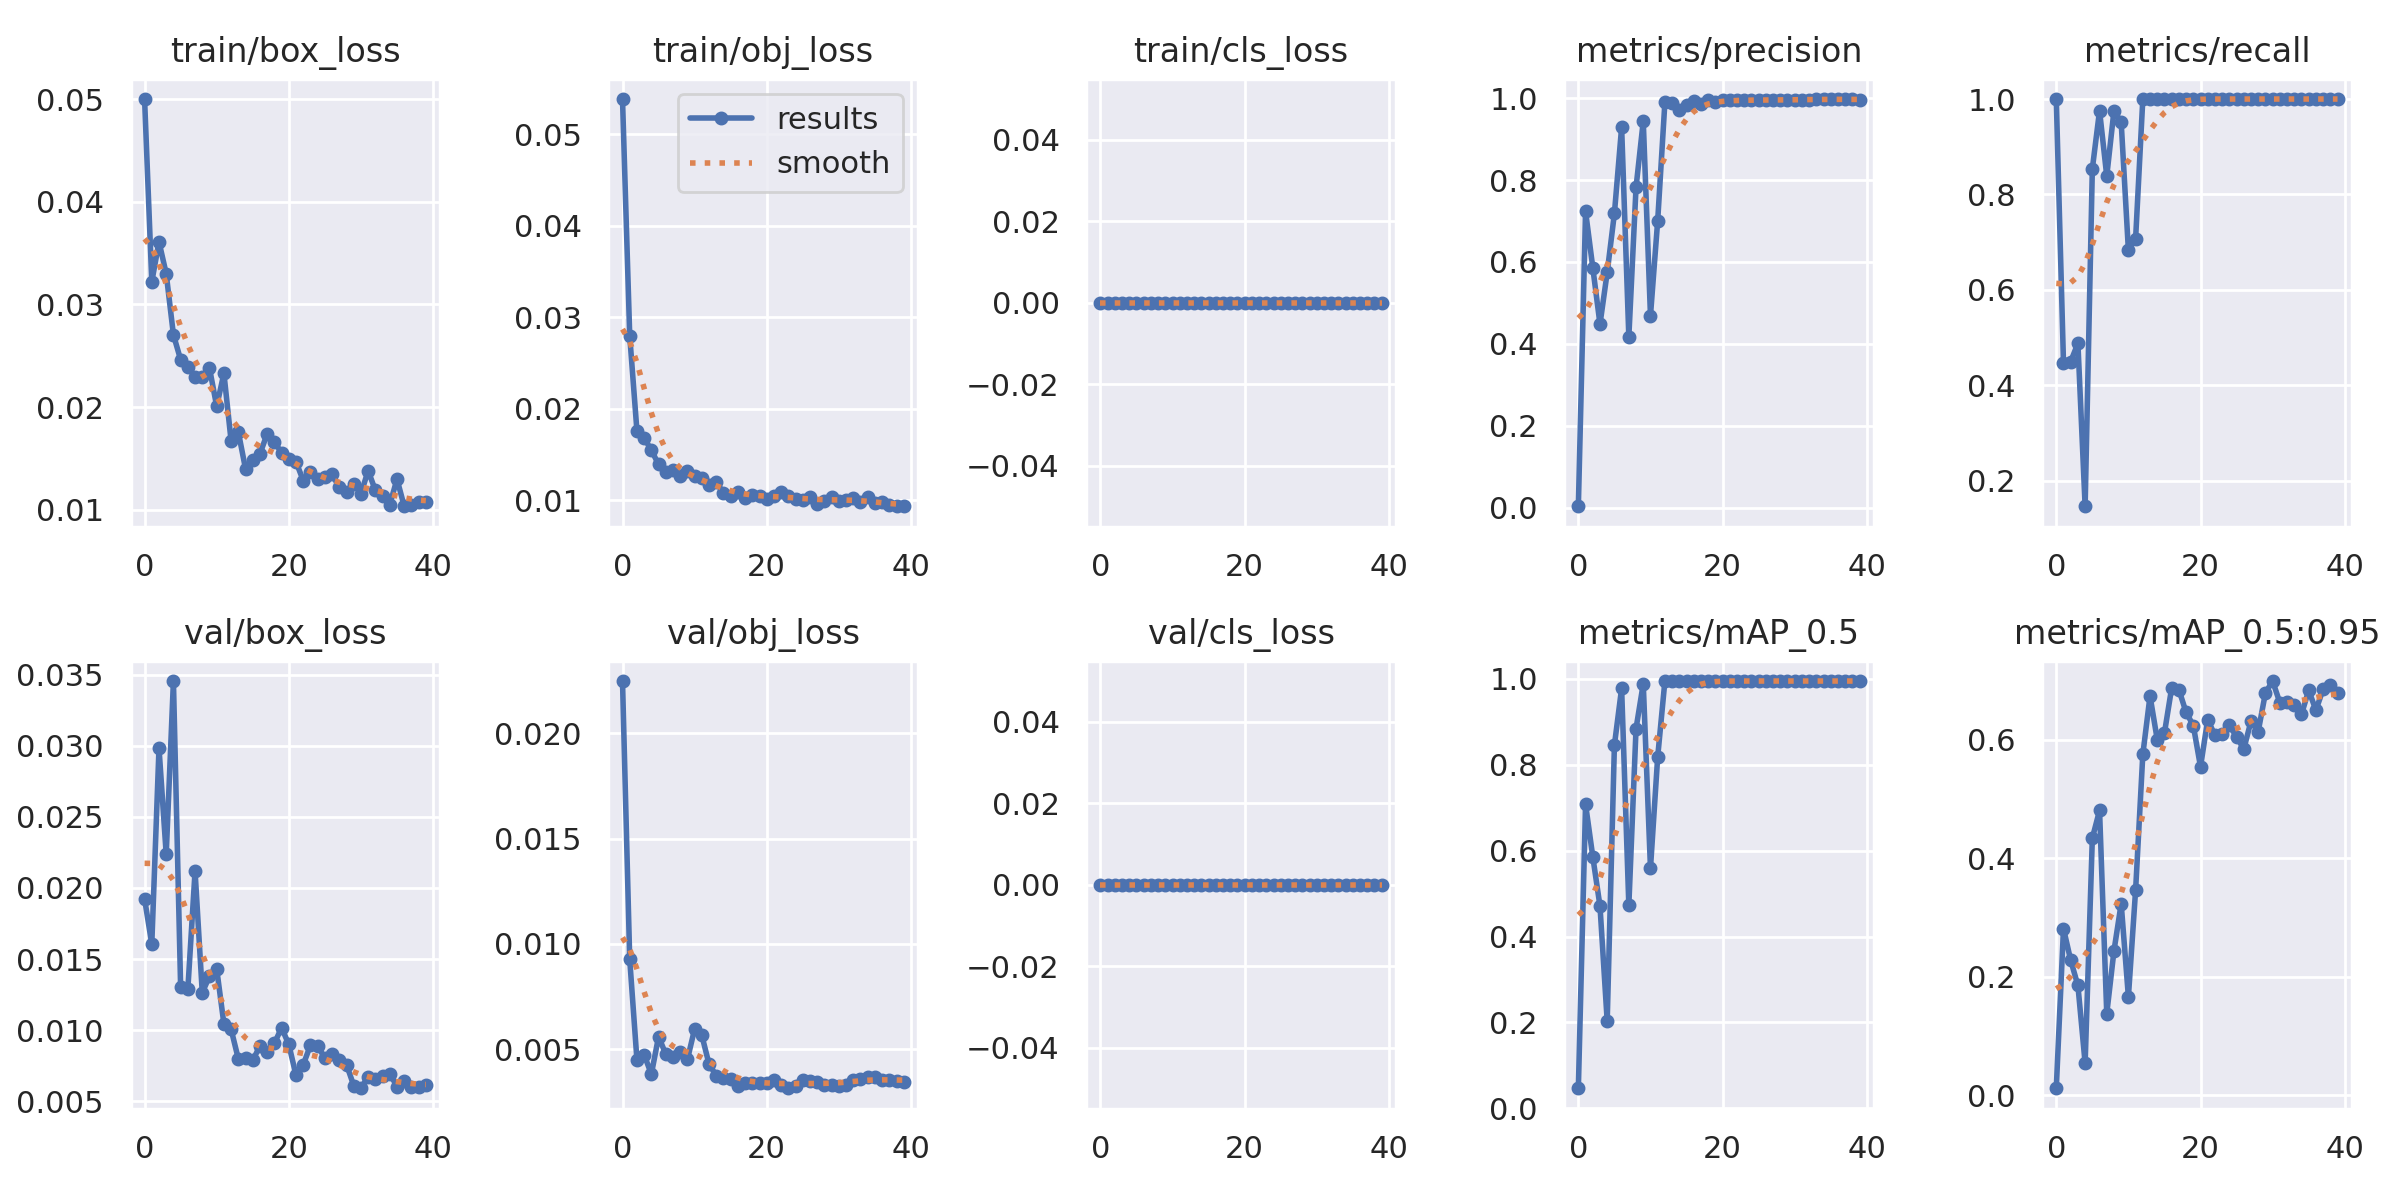 train/box_loss
0.05
0.04
0.03
0.02
0.01
0 20 40
train/obj_loss
results
smooth
0.05
0.04
0.03
0.02
0.01
0 20 40
train/cls_loss
0.04
0.02
0.00
−0.02
−0.04
0 20 40
metrics/precision
1.0
0.8
0.6
0.4
0.2
0.0
0 20 40
metrics/recall
1.0
0.8
0.6
0.4
0.2
0 20 40
val/box_loss
0.035
0.030
0.025
0.020
0.015
0.010
0.005
0 20 40
val/obj_loss
0.020
0.015
0.010
0.005
0 20 40
val/cls_loss
0.04
0.02
0.00
−0.02
−0.04
0 20 40
metrics/mAP_0.5
1.0
0.8
0.6
0.4
0.2
0.0
0 20 40
metrics/mAP_0.5:0.95
0.6
0.4
0.2
0.0
0 20 40